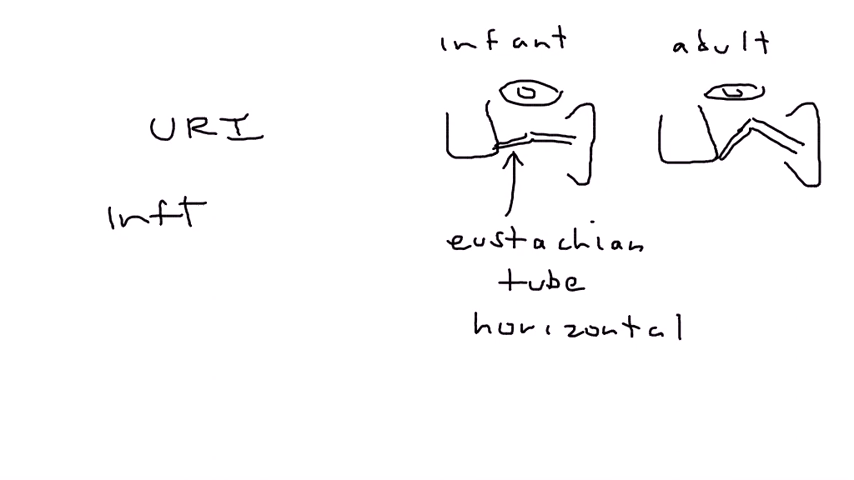 infant adult
URI
Inft
eustachian
tube
horizontal